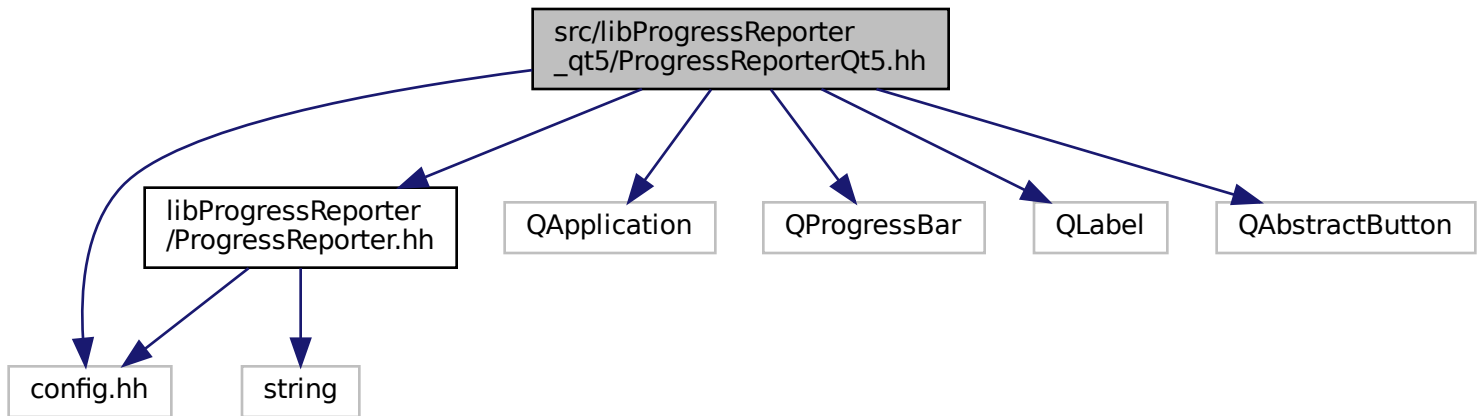 src/libProgressReporter
_qt5/ProgressReporterQt5.hh
libProgressReporter
/ProgressReporter.hh
QApplication
QProgressBar
QLabel
QAbstractButton
config.hh
string